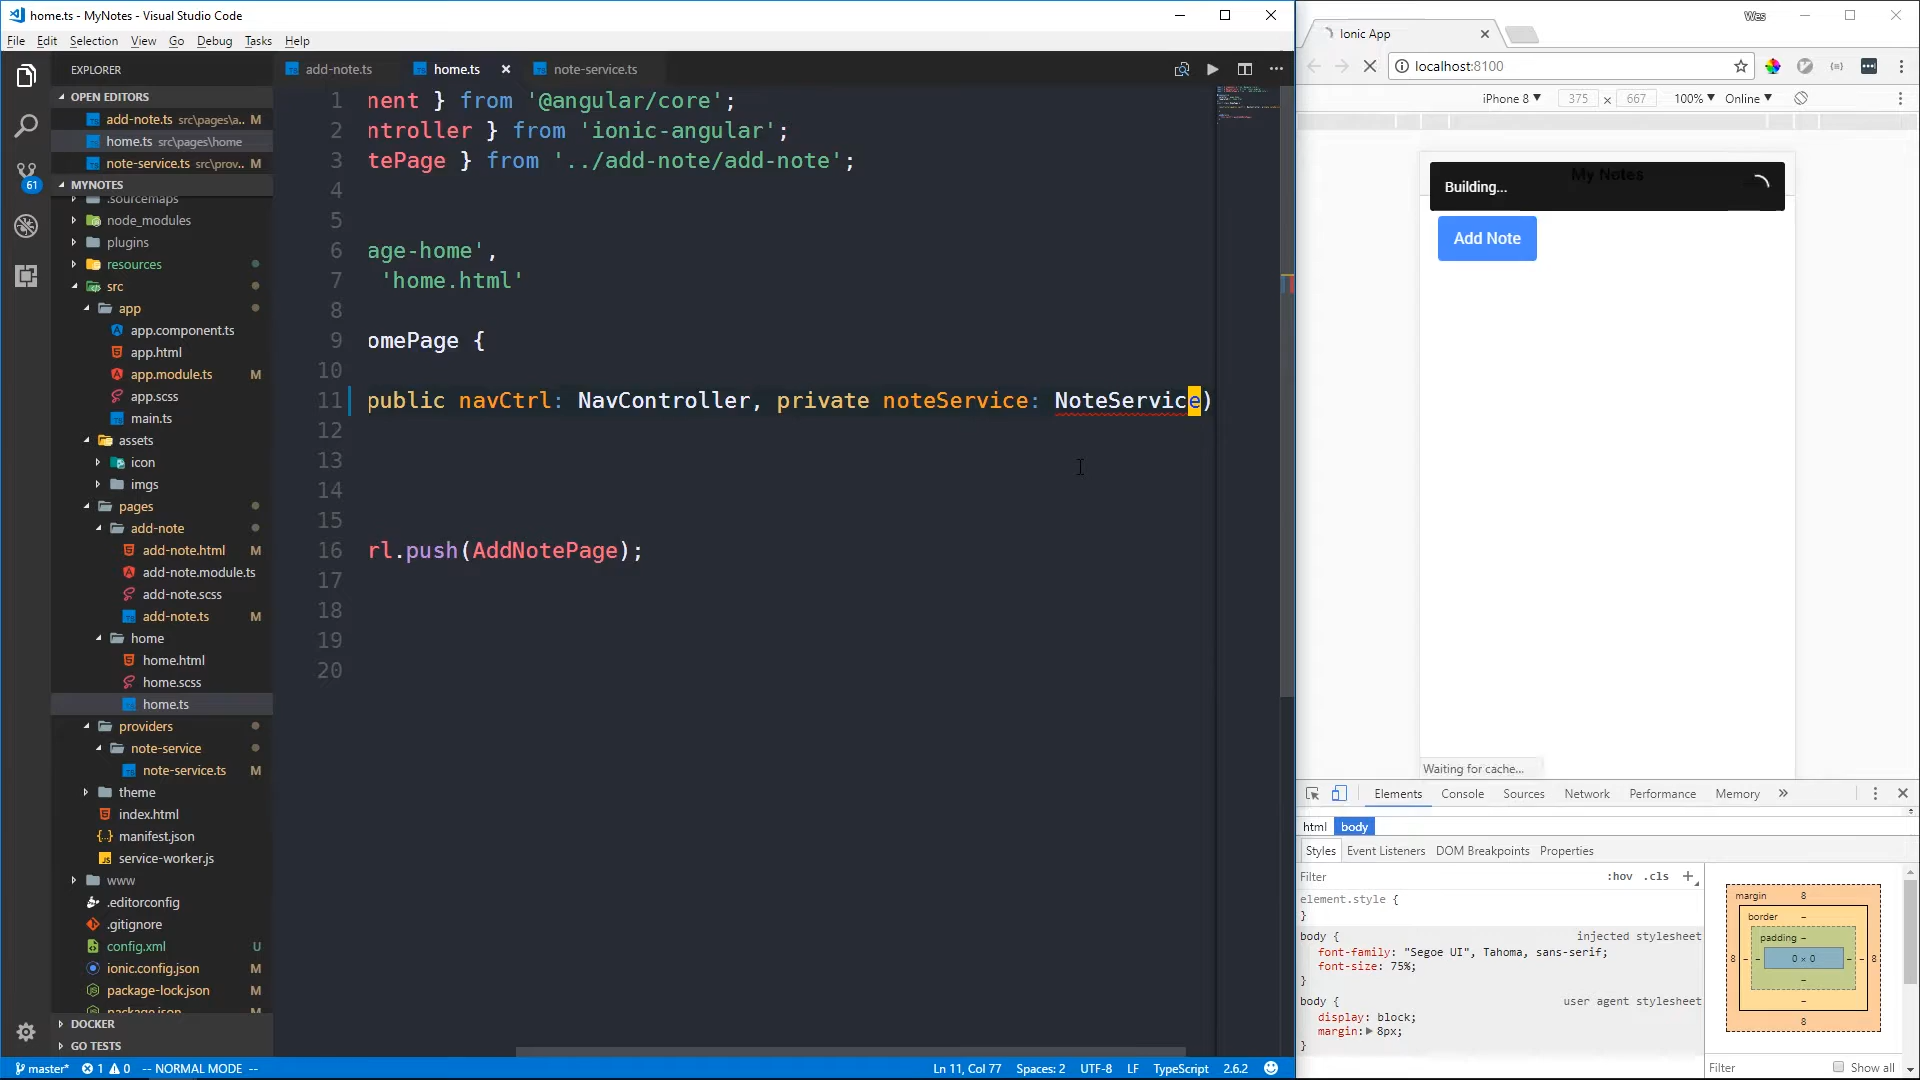 home.ts - MyNotes - Visual Studio Code
File Edit Selection View Go Debug Tasks Help
EXPLORER
OPEN EDITORS
add-note.ts src\pages\a... M
home.ts src\pages\home
note-service.ts src\prov... M
MYNOTES
.sourcemaps
node_modules
plugins
resources
src
app
app.component.ts
app.html
app.module.ts M
app.scss
main.ts
assets
icon
imgs
pages
add-note
add-note.html M
add-note.module.ts
add-note.scss
add-note.ts M
home
home.html
home.scss
home.ts
providers
note-service
note-service.ts M
theme
index.html
manifest.json
service-worker.js
www
.editorconfig
.gitignore
config.xml U
ionic.config.json M
package-lock.json M
package.json M
DOCKER
GO TESTS
61
add-note.ts home.ts note-service.ts
1 nent } from '@angular/core';
2 ntroller } from 'ionic-angular';
3 tePage } from '../add-note/add-note';
4
5
6 age-home',
7 'home.html'
8
9 omePage {
10
11 public navCtrl: NavController, private noteService: NoteService)
12
13
14
15
16 rl.push(AddNotePage);
17
18
19
20
master* 1 0 -- NORMAL MODE -- Ln 11, Col 77 Spaces: 2 UTF-8 LF TypeScript 2.6.2
Ionic App
Wes
localhost:8100
iPhone 8 375 x 667 100% Online
My Notes
Building...
Add Note
Waiting for cache...
Elements Console Sources Network Performance Memory »
html body
Styles Event Listeners DOM Breakpoints Properties
Filter :hov .cls +
element.style {
}
body { injected stylesheet
font-family: "Segoe UI", Tahoma, sans-serif;
font-size: 75%;
}
body { user agent stylesheet
display: block;
margin: 8px;
}
margin 8
border –
padding –
8 – – 0 × 0 – – 8
–
–
8
Filter Show all